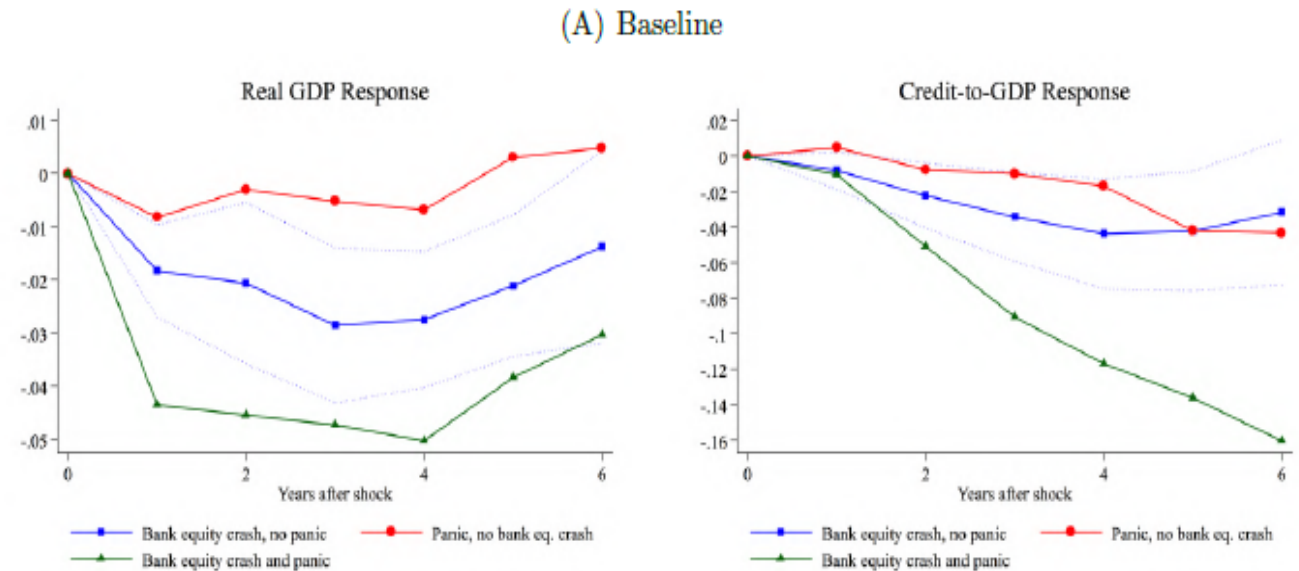 (A) Baseline
Real GDP Response
.01
0
-.01
-.02
-.03
-.04
-.05
0 2 4 6
Years after shock
Bank equity crash, no panic Panic, no bank eq. crash
Bank equity crash and panic
Credit-to-GDP Response
.02
0
-.02
-.04
-.06
-.08
-.1
-.12
-.14
-.16
0 2 4 6
Years after shock
Bank equity crash, no panic Panic, no bank eq. crash
Bank equity crash and panic